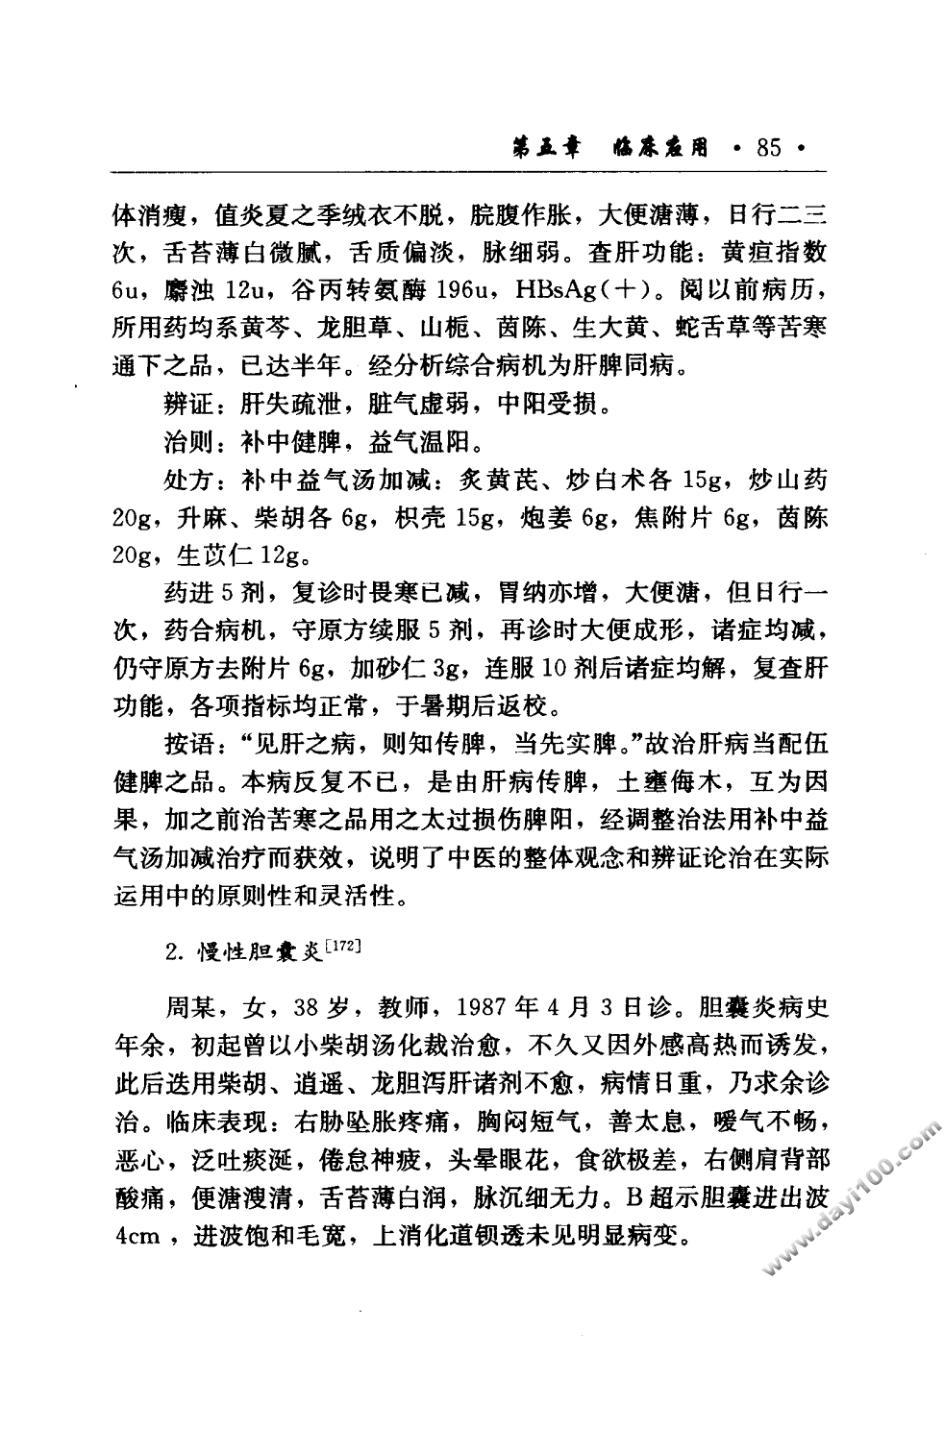 第五章 临床应用 · 85 ·
体消瘦，值炎夏之季绒衣不脱，脘腹作胀，大便溏薄，日行二三
次，舌苔薄白微腻，舌质偏淡，脉细弱。查肝功能：黄疸指数
6u，麝浊 12u，谷丙转氨酶 196u，HBsAg(＋)。阅以前病历，
所用药均系黄芩、龙胆草、山栀、茵陈、生大黄、蛇舌草等苦寒
通下之品，已达半年。经分析综合病机为肝脾同病。
辨证：肝失疏泄，脏气虚弱，中阳受损。
治则：补中健脾，益气温阳。
处方：补中益气汤加减：炙黄芪、炒白术各 15g，炒山药
20g，升麻、柴胡各 6g，枳壳 15g，炮姜 6g，焦附片 6g，茵陈
20g，生苡仁 12g。
药进 5 剂，复诊时畏寒已减，胃纳亦增，大便溏，但日行一
次，药合病机，守原方续服 5 剂，再诊时大便成形，诸症均减，
仍守原方去附片 6g，加砂仁 3g，连服 10 剂后诸症均解，复查肝
功能，各项指标均正常，于暑期后返校。
按语：“见肝之病，则知传脾，当先实脾。”故治肝病当配伍
健脾之品。本病反复不已，是由肝病传脾，土壅侮木，互为因
果，加之前治苦寒之品用之太过损伤脾阳，经调整治法用补中益
气汤加减治疗而获效，说明了中医的整体观念和辨证论治在实际
运用中的原则性和灵活性。
2. 慢性胆囊炎[172]
周某，女，38 岁，教师，1987 年 4 月 3 日诊。胆囊炎病史
年余，初起曾以小柴胡汤化裁治愈，不久又因外感高热而诱发，
此后迭用柴胡、逍遥、龙胆泻肝诸剂不愈，病情日重，乃求余诊
治。临床表现：右胁坠胀疼痛，胸闷短气，善太息，嗳气不畅，
恶心，泛吐痰涎，倦怠神疲，头晕眼花，食欲极差，右侧肩背部
酸痛，便溏溲清，舌苔薄白润，脉沉细无力。B 超示胆囊进出波
4cm，进波饱和毛宽，上消化道钡透未见明显病变。
www.dayi100.com